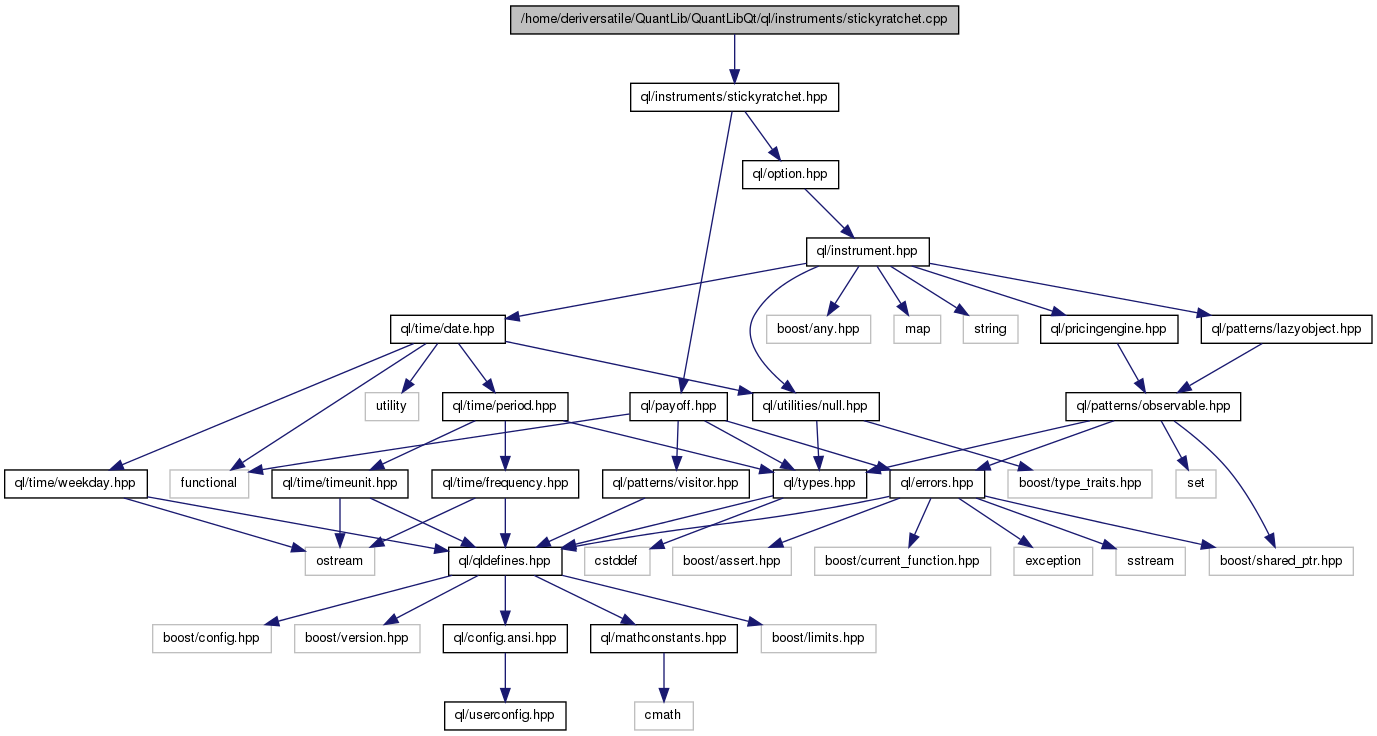 /home/deriversatile/QuantLib/QuantLibQt/ql/instruments/stickyratchet.cpp
ql/instruments/stickyratchet.hpp
ql/option.hpp
ql/instrument.hpp
ql/time/date.hpp
boost/any.hpp
map
string
ql/pricingengine.hpp
ql/patterns/lazyobject.hpp
utility
ql/time/period.hpp
ql/payoff.hpp
ql/utilities/null.hpp
ql/patterns/observable.hpp
ql/time/weekday.hpp
functional
ql/time/timeunit.hpp
ql/time/frequency.hpp
ql/patterns/visitor.hpp
ql/types.hpp
ql/errors.hpp
boost/type_traits.hpp
set
ostream
ql/qldefines.hpp
cstddef
boost/assert.hpp
boost/current_function.hpp
exception
sstream
boost/shared_ptr.hpp
boost/config.hpp
boost/version.hpp
ql/config.ansi.hpp
ql/mathconstants.hpp
boost/limits.hpp
ql/userconfig.hpp
cmath